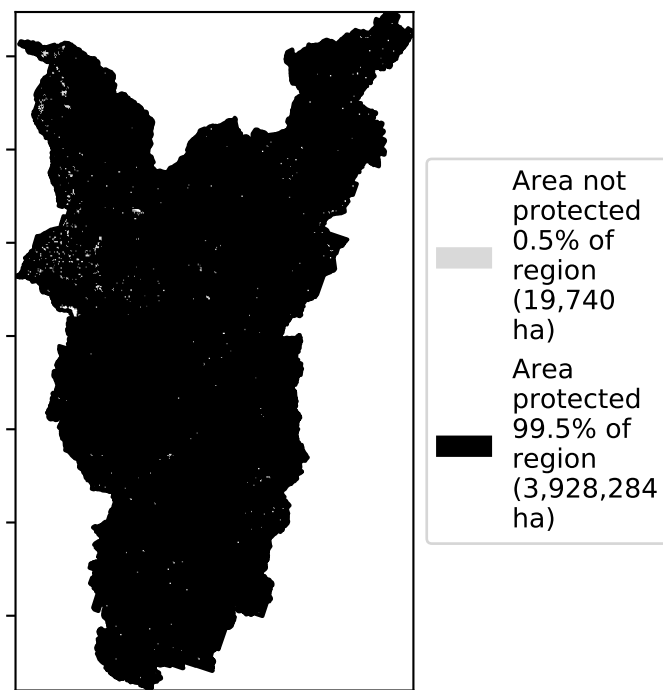 Area not
protected
0.5% of
region
(19,740
ha)
Area
protected
99.5% of
region
(3,928,284
ha)